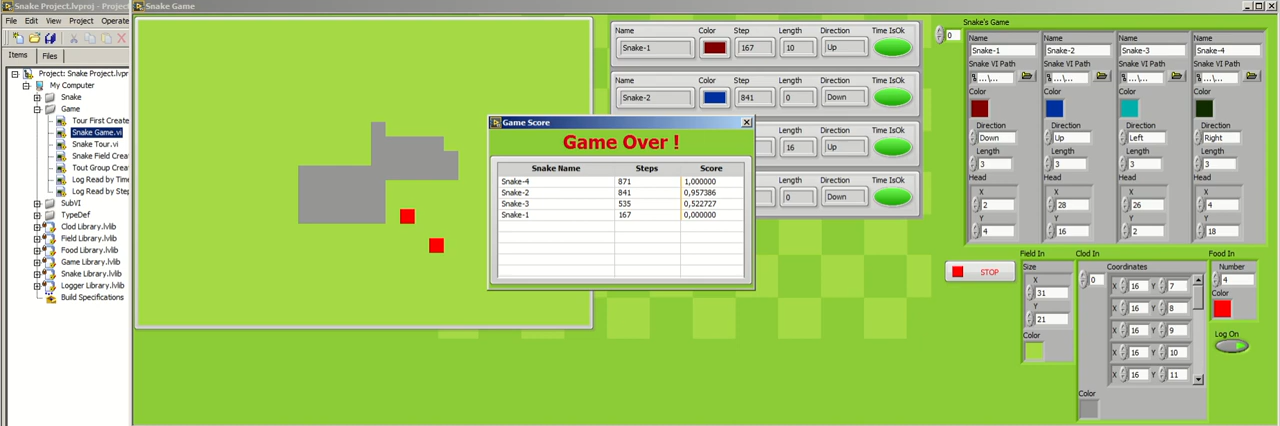 Snake Project.lvproj - Project
Snake Game
File Edit View Project Operate
Items Files
Project: Snake Project.lvpro
My Computer
Snake
Game
Tour First Create
Snake Game.vi
Snake Tour.vi
Snake Field Create
Tout Group Creat
Log Read by Time
Log Read by Step
SubVI
TypeDef
Clod Library.lvlib
Field Library.lvlib
Food Library.lvlib
Game Library.lvlib
Snake Library.lvlib
Logger Library.lvlib
Build Specifications
Name Color Step Length Direction Time IsOk
Snake-1 167 10 Up
Name Color Step Length Direction Time IsOk
Snake-2 841 0 Down
Direction Time IsOk
16 Up
Direction Time IsOk
0 Down
Game Score
Game Over !
Snake Name Steps Score
Snake-4 871 1,000000
Snake-2 841 0,957386
Snake-3 535 0,522727
Snake-1 167 0,000000
Snake's Game
0
Name Name Name Name
Snake-1 Snake-2 Snake-3 Snake-4
Snake VI Path Snake VI Path Snake VI Path Snake VI Path
...\... ...\... ...\... ...\...
Color Color Color Color
Direction Direction Direction Direction
Down Up Left Right
Length Length Length Length
3 3 3 3
Head Head Head Head
X X X X
2 28 26 4
Y Y Y Y
4 16 2 18
STOP
Field In
Size
X
31
Y
21
Color
Clod In
0 Coordinates
X 16 Y 7
X 16 Y 8
X 16 Y 9
X 16 Y 10
X 16 Y 11
Color
Food In
Number
4
Color
Log On